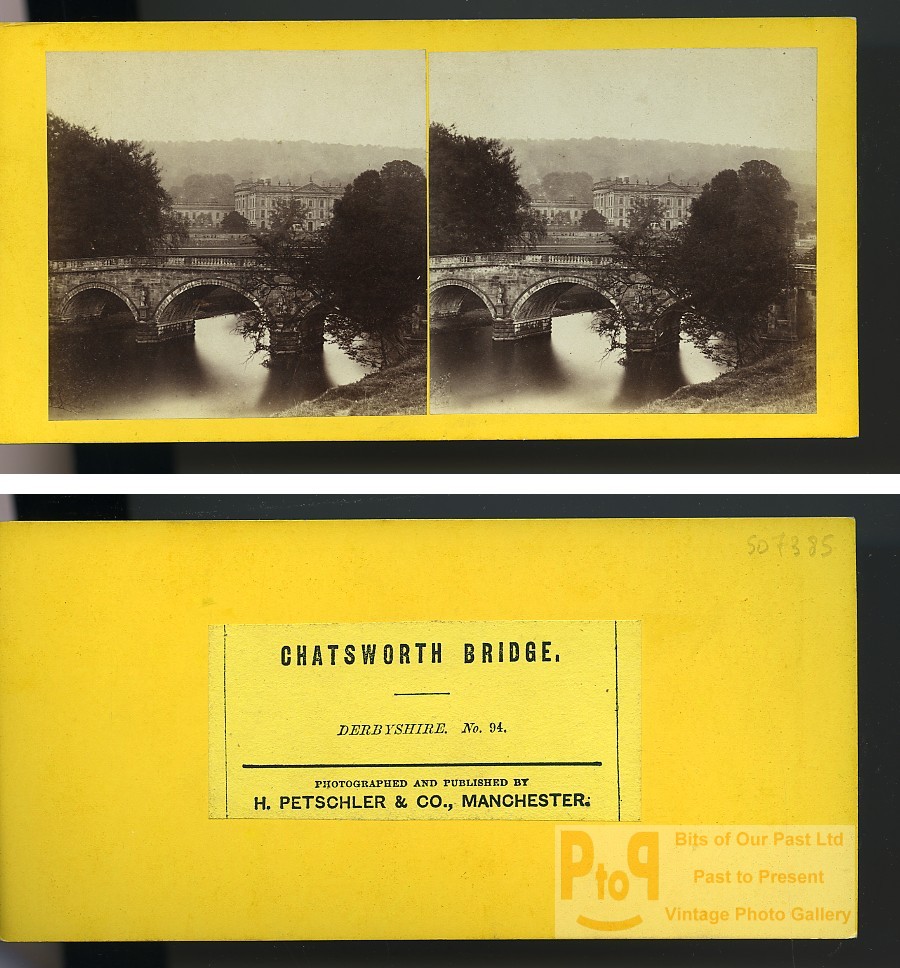 507385
CHATSWORTH BRIDGE.
DERBYSHIRE. No. 94.
PHOTOGRAPHED AND PUBLISHED BY
H. PETSCHLER & CO., MANCHESTER.
PtoP
Bits of Our Past Ltd
Past to Present
Vintage Photo Gallery